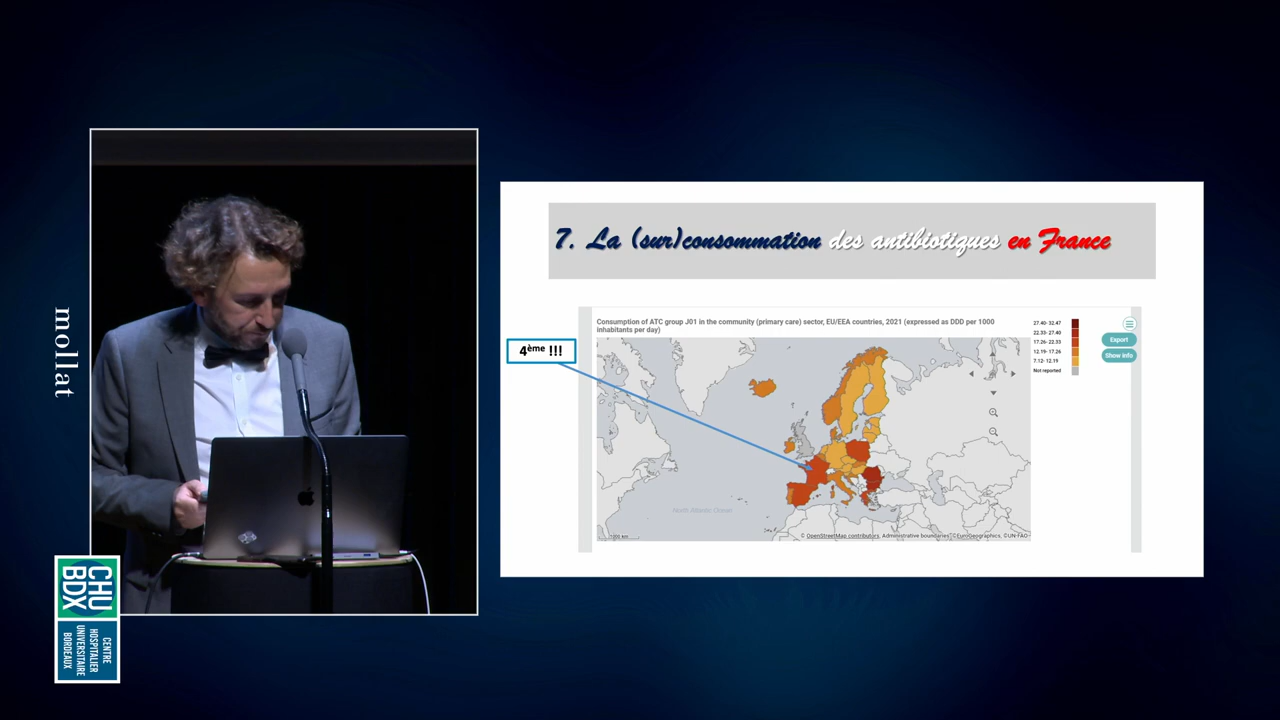 mollat
CHU
BDX
CENTRE
HOSPITALIER
UNIVERSITAIRE
BORDEAUX
7. La (sur)consommation des antibiotiques en France
Consumption of ATC group J01 in the community (primary care) sector, EU/EEA countries, 2021 (expressed as DDD per 1000
inhabitants per day)
4ème !!!
27.40- 32.47
22.33- 27.40
17.26- 22.33
12.19- 17.26
7.12- 12.19
Not reported
Export
Show info
North Atlantic Ocean
1000 km
© OpenStreetMap contributors, Administrative boundaries: ©EuroGeographics, ©UN-FAO